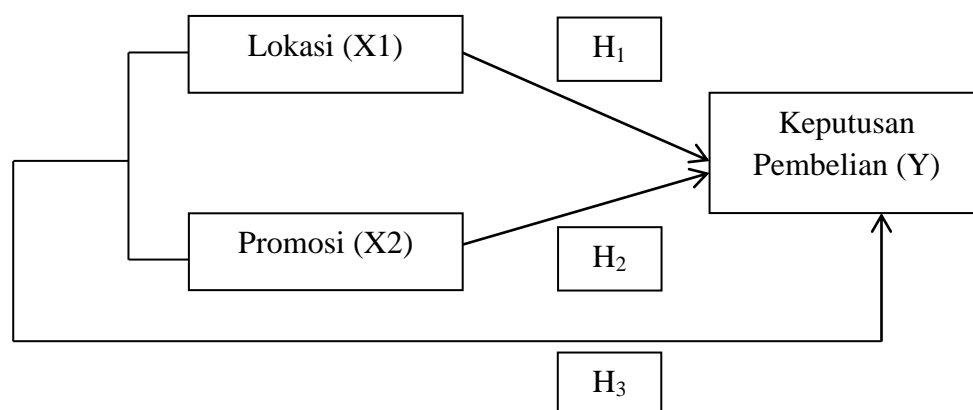 Lokasi (X1)
H₁
Keputusan
Pembelian (Y)
Promosi (X2)
H₂
H₃